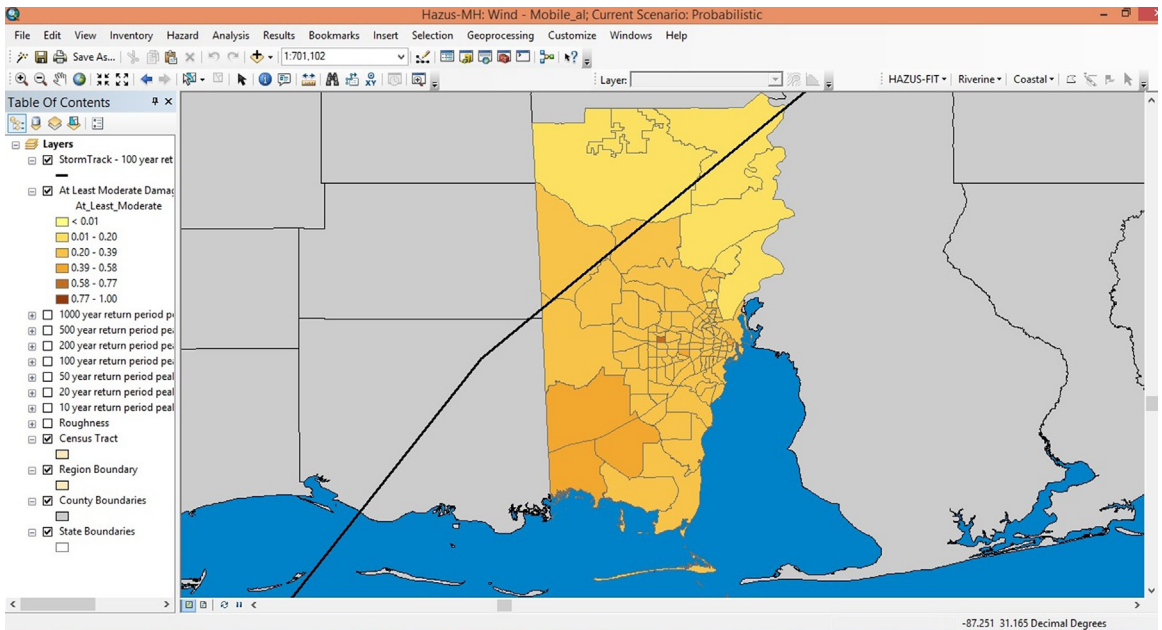 Hazus-MH: Wind - Mobile_al; Current Scenario: Probabilistic
File Edit View Inventory Hazard Analysis Results Bookmarks Insert Selection Geoprocessing Customize Windows Help
Save As... 1:701,102
Layer: HAZUS-FIT Riverine Coastal
Table Of Contents
Layers
StormTrack - 100 year ret
At Least Moderate Damag
At_Least_Moderate
< 0.01
0.01 - 0.20
0.20 - 0.39
0.39 - 0.58
0.58 - 0.77
0.77 - 1.00
1000 year return period p
500 year return period pea
200 year return period pea
100 year return period pea
50 year return period peal
20 year return period peal
10 year return period peal
Roughness
Census Tract
Region Boundary
County Boundaries
State Boundaries
-87.251 31.165 Decimal Degrees